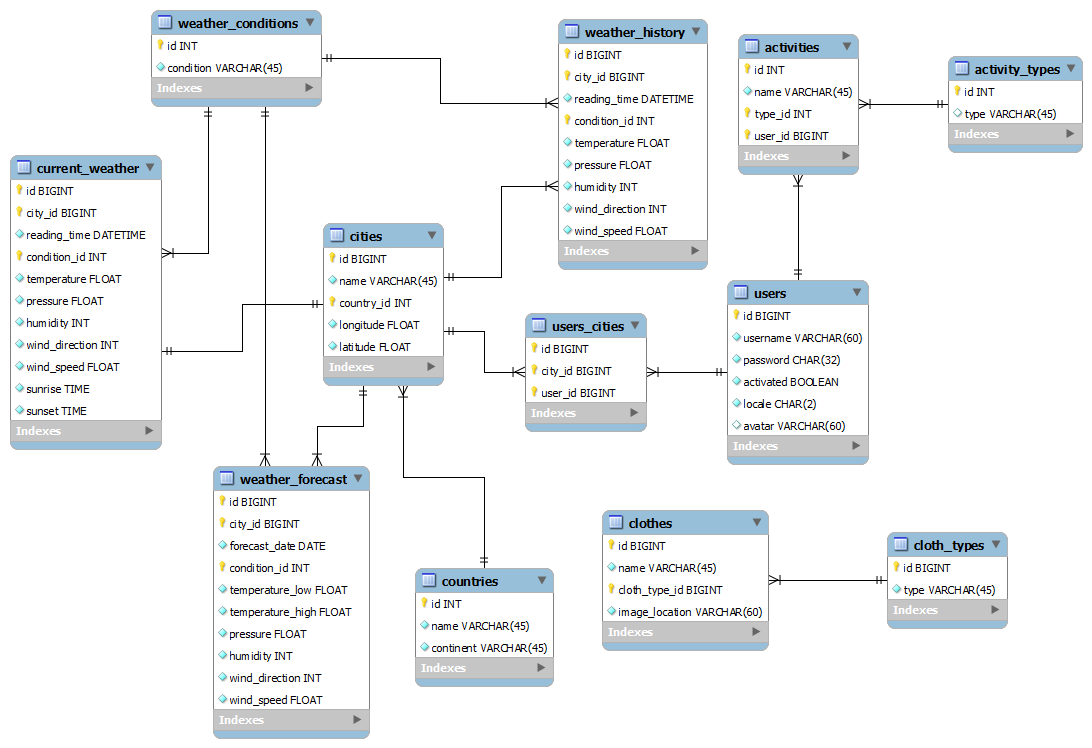 weather_conditions
id INT
condition VARCHAR(45)
Indexes
weather_history
id BIGINT
city_id BIGINT
reading_time DATETIME
condition_id INT
temperature FLOAT
pressure FLOAT
humidity INT
wind_direction INT
wind_speed FLOAT
Indexes
activities
id INT
name VARCHAR(45)
type_id INT
user_id BIGINT
Indexes
activity_types
id INT
type VARCHAR(45)
Indexes
current_weather
id BIGINT
city_id BIGINT
reading_time DATETIME
condition_id INT
temperature FLOAT
pressure FLOAT
humidity INT
wind_direction INT
wind_speed FLOAT
sunrise TIME
sunset TIME
Indexes
cities
id BIGINT
name VARCHAR(45)
country_id INT
longitude FLOAT
latitude FLOAT
Indexes
users_cities
id BIGINT
city_id BIGINT
user_id BIGINT
Indexes
users
id BIGINT
username VARCHAR(60)
password CHAR(32)
activated BOOLEAN
locale CHAR(2)
avatar VARCHAR(60)
Indexes
weather_forecast
id BIGINT
city_id BIGINT
forecast_date DATE
condition_id INT
temperature_low FLOAT
temperature_high FLOAT
pressure FLOAT
humidity INT
wind_direction INT
wind_speed FLOAT
Indexes
countries
id INT
name VARCHAR(45)
continent VARCHAR(45)
Indexes
clothes
id BIGINT
name VARCHAR(45)
cloth_type_id BIGINT
image_location VARCHAR(60)
Indexes
cloth_types
id BIGINT
type VARCHAR(45)
Indexes